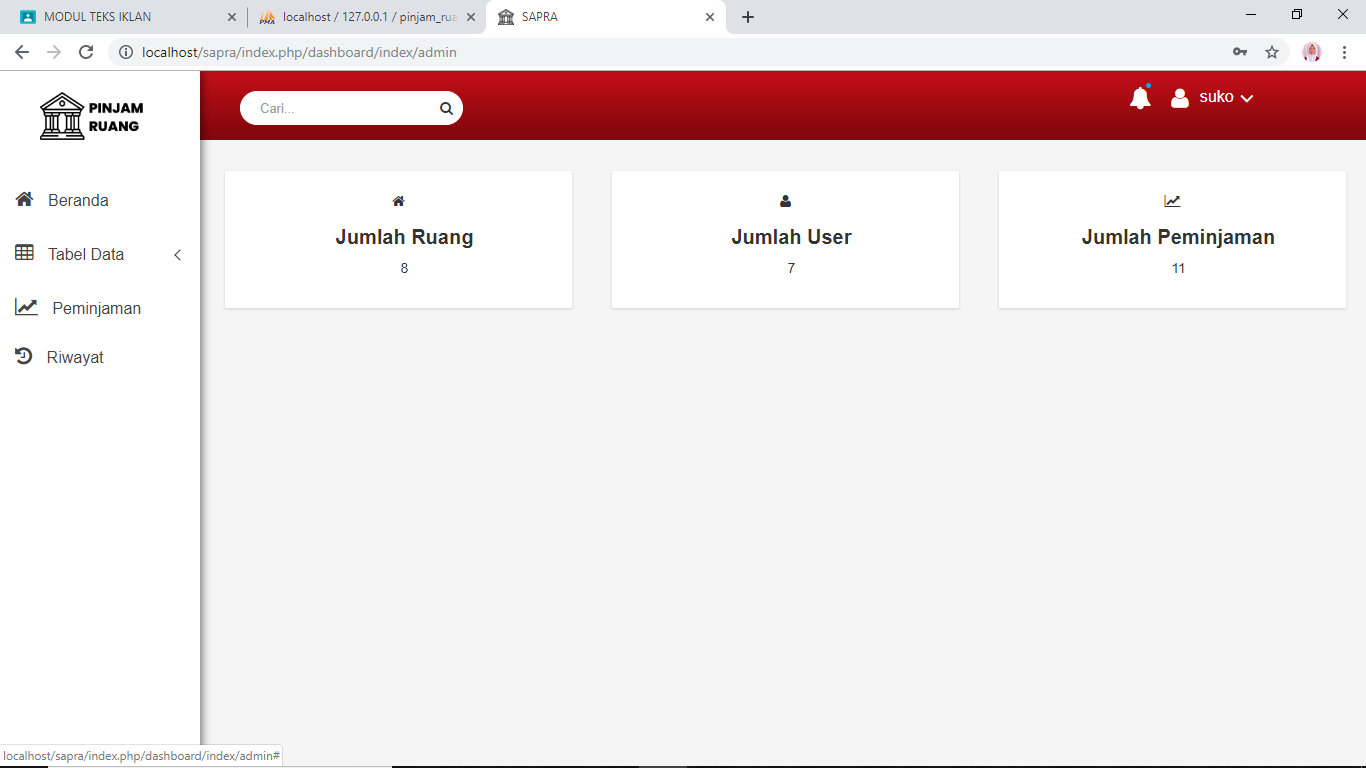 MODUL TEKS IKLAN
localhost / 127.0.0.1 / pinjam_rua
SAPRA
localhost/sapra/index.php/dashboard/index/admin
PINJAM
RUANG
Cari...
suko
Beranda
Tabel Data
Peminjaman
Riwayat
Jumlah Ruang
8
Jumlah User
7
Jumlah Peminjaman
11
localhost/sapra/index.php/dashboard/index/admin#